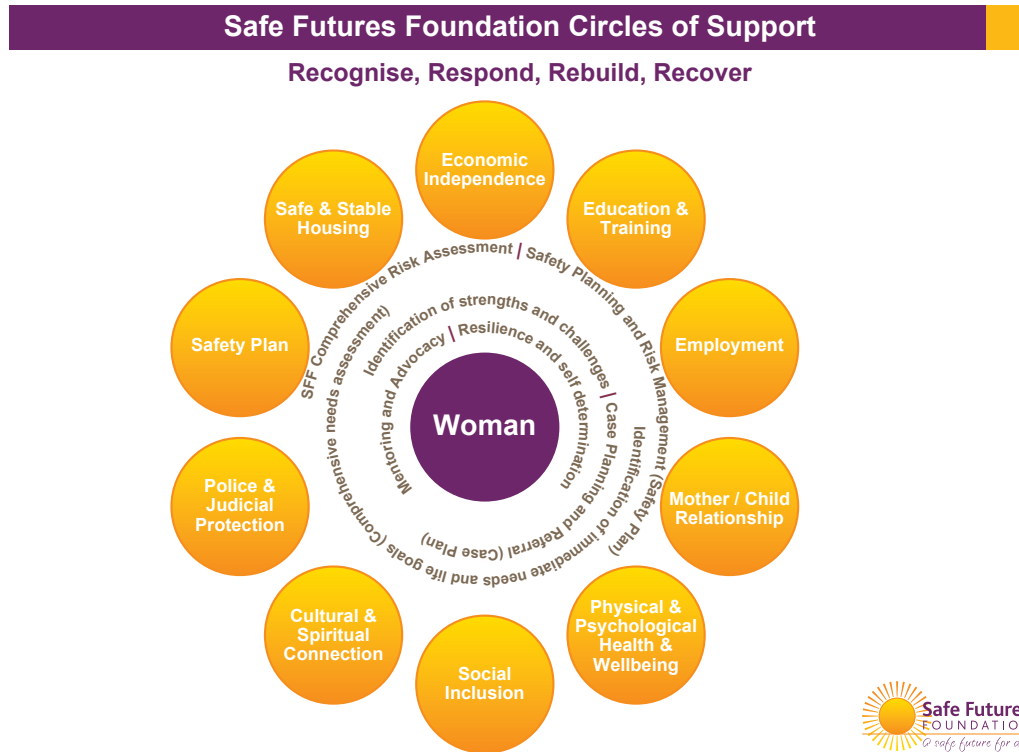 Safe Futures Foundation Circles of Support
Recognise, Respond, Rebuild, Recover
Economic
Independence
Education &
Training
Employment
Mother / Child
Relationship
Physical &
Psychological
Health &
Wellbeing
Social
Inclusion
Cultural &
Spiritual
Connection
Police &
Judicial
Protection
Safety Plan
Safe & Stable
Housing
SFF Comprehensive Risk Assessment | Safety Planning and Risk Management (Safety Plan)
Identification of immediate needs and life goals (Comprehensive needs assessment)
Identification of strengths and challenges | Case Planning and Referral (Case Plan)
Mentoring and Advocacy | Resilience and self determination
Woman
Safe Future
FOUNDATION
a safe future for a